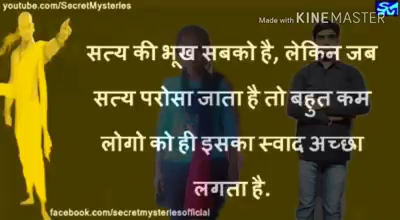 youtube.com/SecretMysteries
Made with KINEMASTER
SM
सत्य की भूख सबको है, लेकिन जब
सत्य परोसा जाता है तो बहुत कम
लोगो को ही इसका स्वाद अच्छा
लगता है.
facebook.com/secretmysteriesofficial